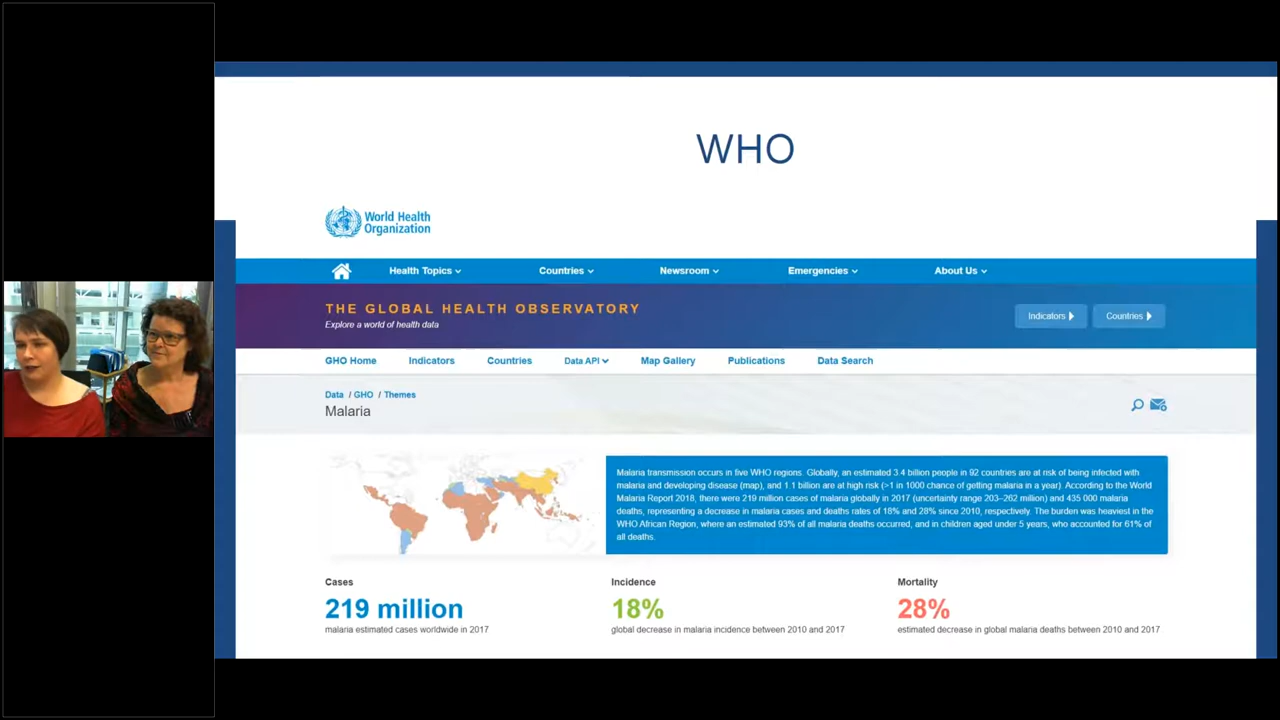 WHO
World Health
Organization
Health Topics
Countries
Newsroom
Emergencies
About Us
THE GLOBAL HEALTH OBSERVATORY
Explore a world of health data
Indicators
Countries
GHO Home
Indicators
Countries
Data API
Map Gallery
Publications
Data Search
Data / GHO / Themes
Malaria
Malaria transmission occurs in five WHO regions. Globally, an estimated 3.4 billion people in 92 countries are at risk of being infected with
malaria and developing disease (map), and 1.1 billion are at high risk (>1 in 1000 chance of getting malaria in a year). According to the World
Malaria Report 2018, there were 219 million cases of malaria globally in 2017 (uncertainty range 203–262 million) and 435 000 malaria
deaths, representing a decrease in malaria cases and deaths rates of 18% and 28% since 2010, respectively. The burden was heaviest in the
WHO African Region, where an estimated 93% of all malaria deaths occurred, and in children aged under 5 years, who accounted for 61% of
all deaths.
Cases
219 million
malaria estimated cases worldwide in 2017
Incidence
18%
global decrease in malaria incidence between 2010 and 2017
Mortality
28%
estimated decrease in global malaria deaths between 2010 and 2017